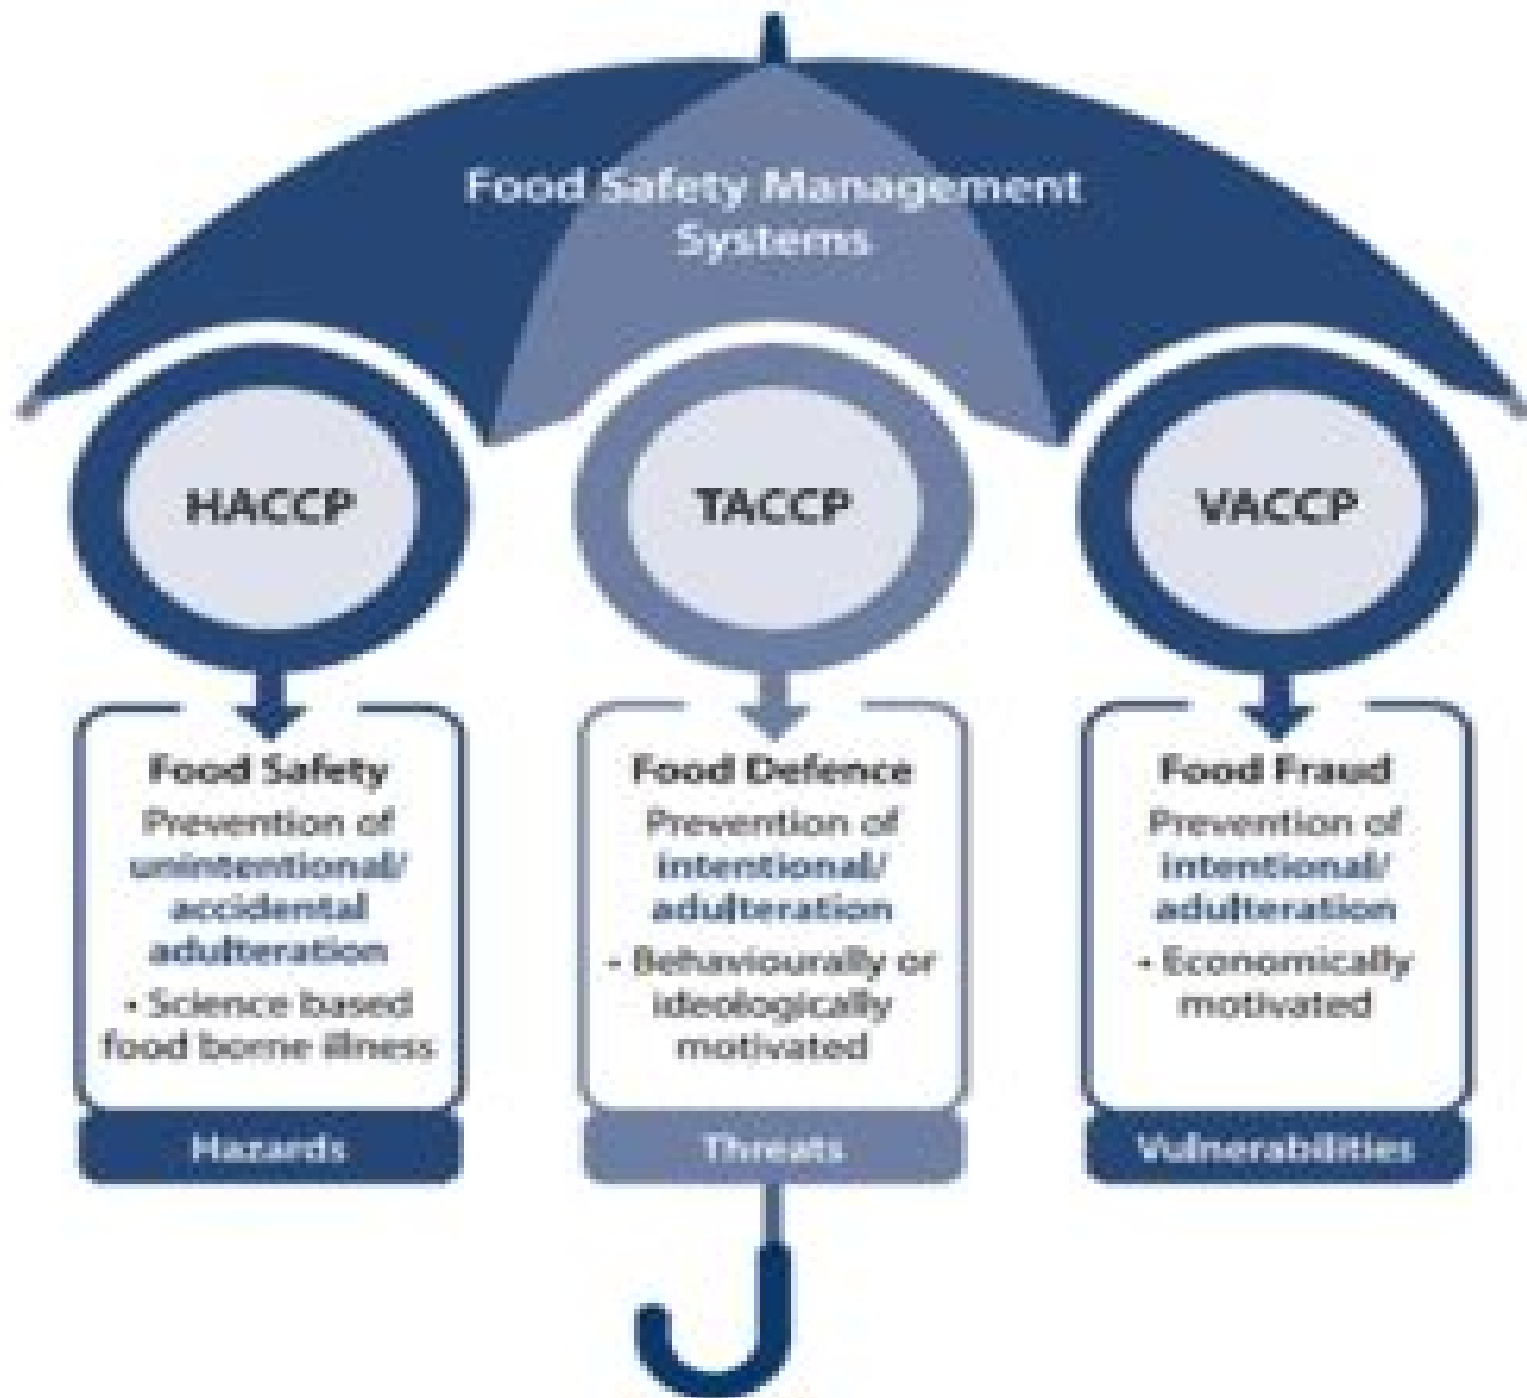 Food Safety Management
Systems
HACCP
TACCP
VACCP
Food Safety
Prevention of
unintentional/
accidental
adulteration
• Science based
food borne illness
Hazards
Food Defence
Prevention of
intentional/
adulteration
• Behaviourally or
ideologically
motivated
Threats
Food Fraud
Prevention of
intentional/
adulteration
• Economically
motivated
Vulnerabilities